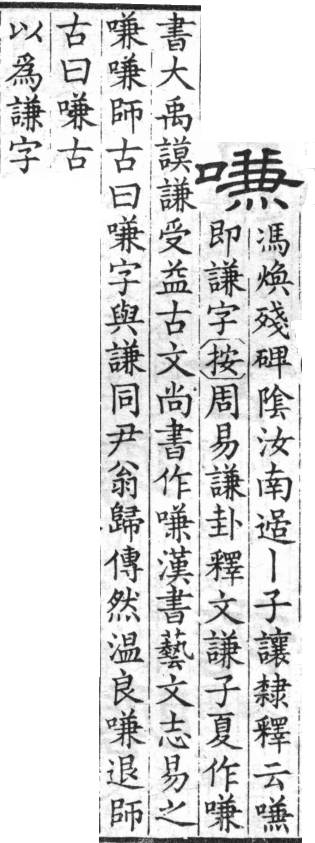 嗛
馮煥殘碑陰汝南過丨子讓隸釋云嗛
即謙字按周易謙卦釋文謙子夏作嗛
書大禹謨謙受益古文尚書作嗛漢書藝文志易之
嗛嗛師古曰嗛字與謙同尹翁歸傳然温良嗛退師
古曰嗛古
以爲謙字